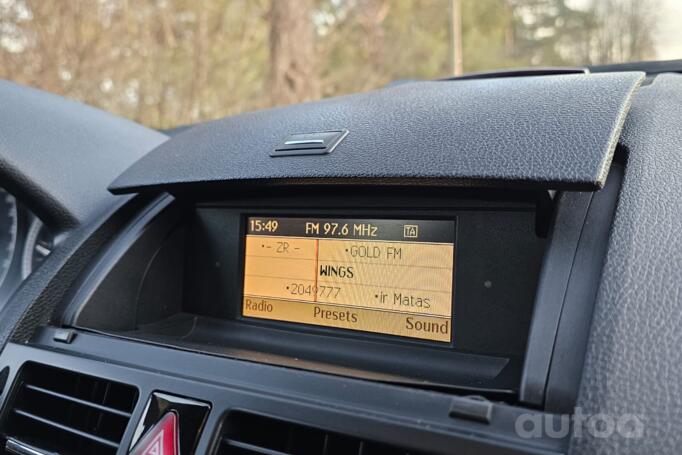 15:49 FM 97.6 MHz TA
•- ZR - •GOLD FM
WINGS
•2049777 •ir Matas
Radio Presets Sound
autoa